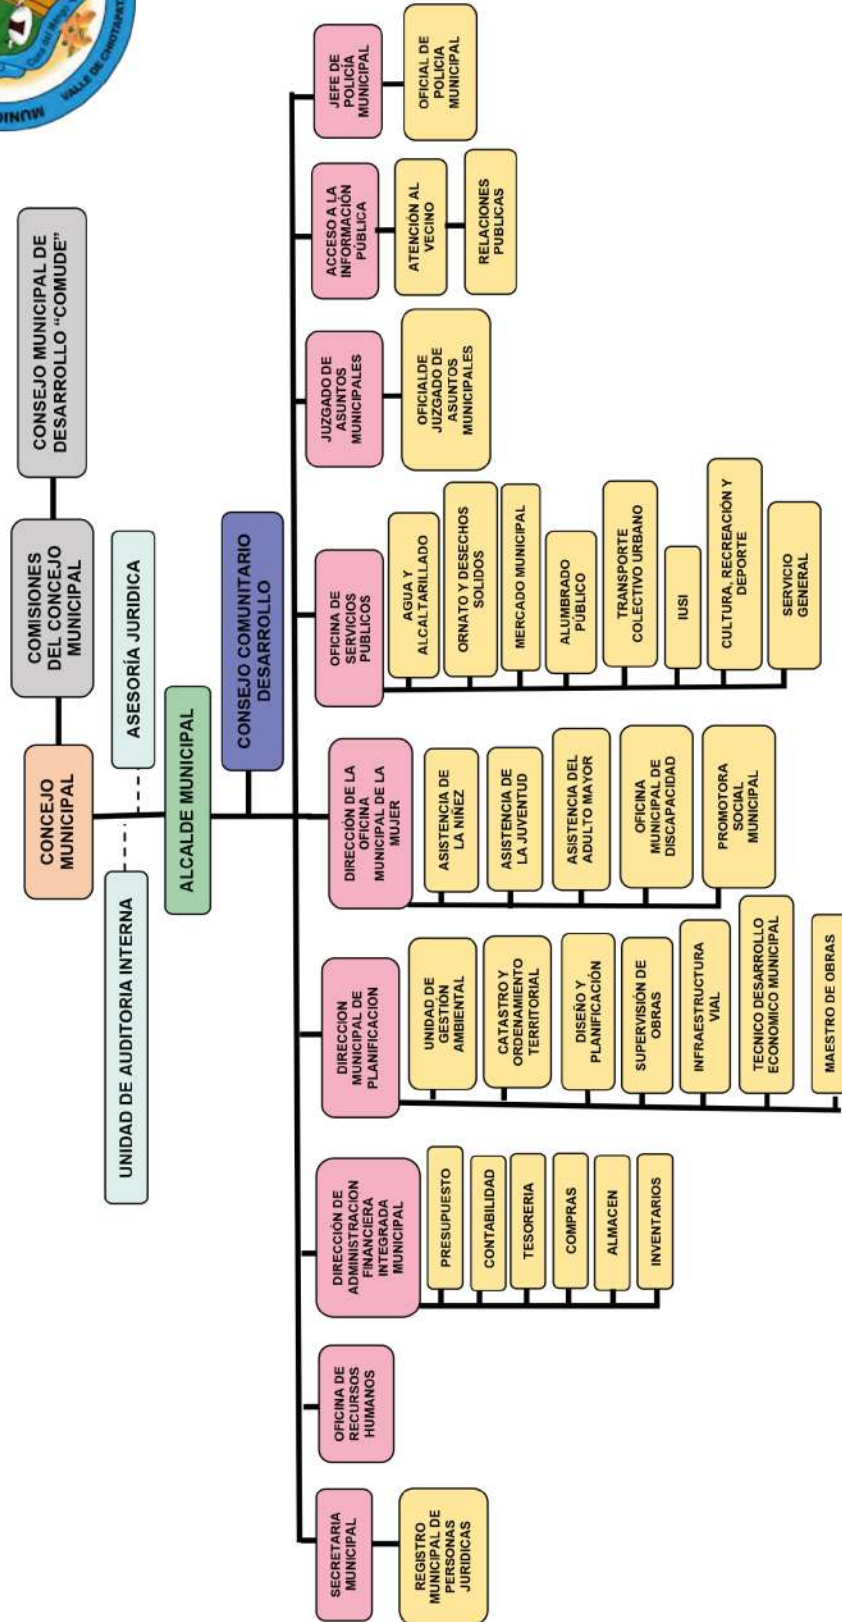 MUNIC
VALLE DE CHIOTAPAT
CONCEJO
MUNICIPAL
COMISIONES
DEL CONCEJO
MUNICIPAL
CONSEJO MUNICIPAL DE
DESARROLLO “COMUDE”
UNIDAD DE AUDITORIA INTERNA
ASESORÍA JURIDICA
ALCALDE MUNICIPAL
CONSEJO COMUNITARIO
DESARROLLO
SECRETARIA
MUNICIPAL
REGISTRO
MUNICIPAL DE
PERSONAS
JURIDICAS
OFICINA DE
RECURSOS
HUMANOS
DIRECCIÓN DE
ADMINISTRACION
FINANCIERA
INTEGRADA
MUNICIPAL
PRESUPUESTO
CONTABILIDAD
TESORERIA
COMPRAS
ALMACEN
INVENTARIOS
DIRECCION
MUNICIPAL DE
PLANIFICACION
UNIDAD DE
GESTIÓN
AMBIENTAL
CATASTRO Y
ORDENAMIENTO
TERRITORIAL
DISEÑO Y
PLANIFICACIÓN
SUPERVISIÓN DE
OBRAS
INFRAESTRUCTURA
VIAL
TECNICO DESARROLLO
ECONOMICO MUNICIPAL
MAESTRO DE OBRAS
DIRECCIÓN DE LA
OFICINA
MUNICIPAL DE LA
MUJER
ASISTENCIA DE
LA NIÑEZ
ASISTENCIA DE
LA JUVENTUD
ASISTENCIA DEL
ADULTO MAYOR
OFICINA
MUNICIPAL DE
DISCAPACIDAD
PROMOTORA
SOCIAL
MUNICIPAL
OFICINA DE
SERVICIOS
PUBLICOS
AGUA Y
ALCALTARILLADO
ORNATO Y DESECHOS
SOLIDOS
MERCADO MUNICIPAL
ALUMBRADO
PÚBLICO
TRANSPORTE
COLECTIVO URBANO
IUSI
CULTURA, RECREACIÓN Y
DEPORTE
SERVICIO
GENERAL
JUZGADO DE
ASUNTOS
MUNICIPALES
OFICIALDE
JUZGADO DE
ASUNTOS
MUNICIPALES
ACCESO A LA
INFORMACIÓN
PÚBLICA
ATENCIÓN AL
VECINO
RELACIONES
PUBLICAS
JEFE DE
POLICÍA
MUNICIPAL
OFICIAL DE
POLICIA
MUNICIPAL